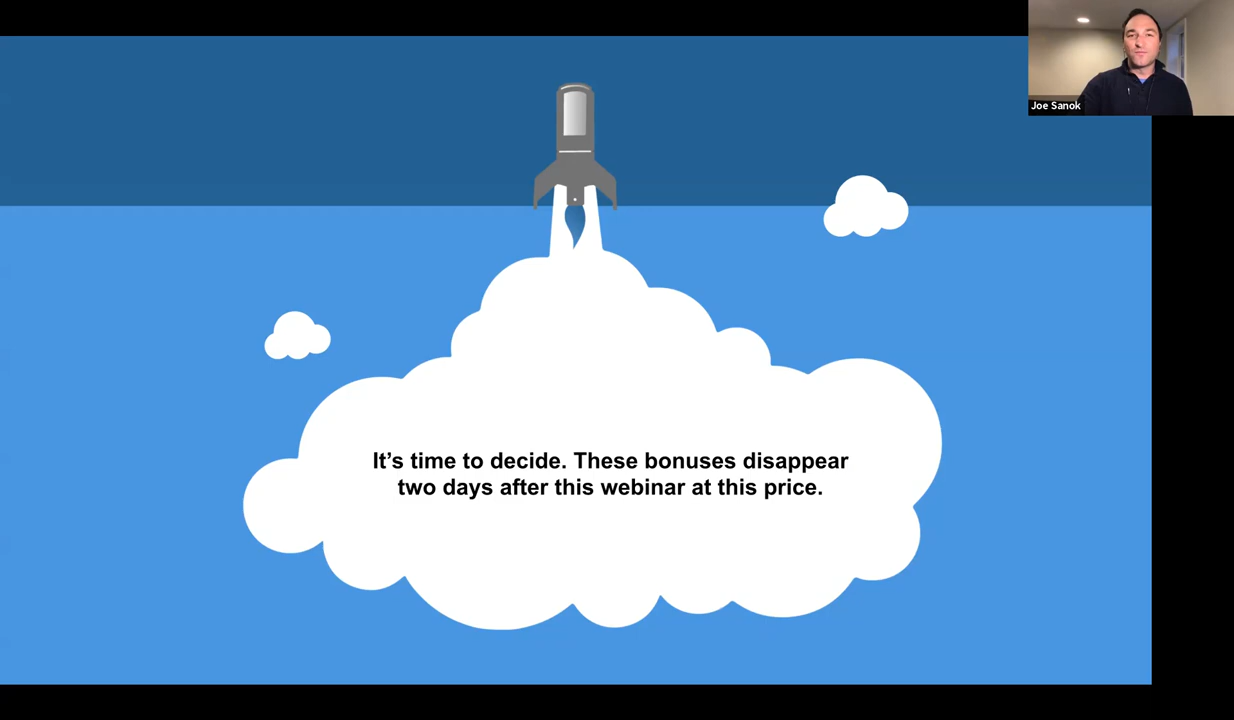 Joe Sanok
It’s time to decide. These bonuses disappear
two days after this webinar at this price.